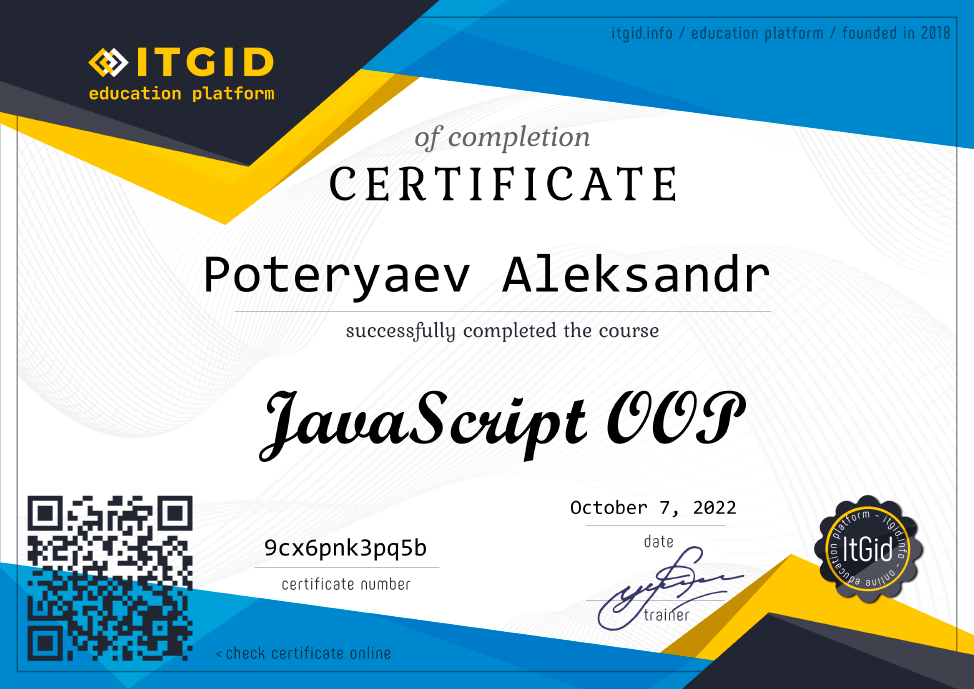 ITGID
education platform
itgid.info / education platform / founded in 2018
of completion
CERTIFICATE
Poteryaev Aleksandr
successfully completed the course
JavaScript OOP
October 7, 2022
date
9cx6pnk3pq5b
certificate number
trainer
< check certificate online
platform - itgid.info - online education
ItGid